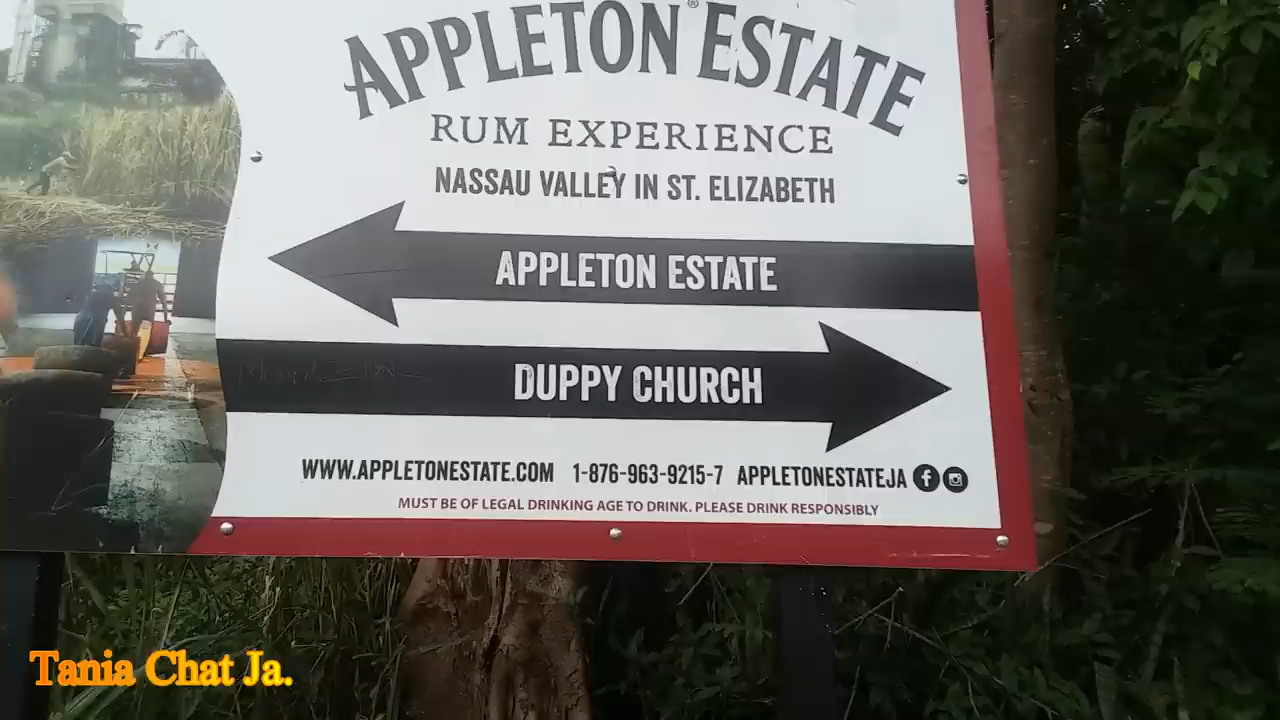 APPLETON® ESTATE
RUM EXPERIENCE
NASSAU VALLEY IN ST. ELIZABETH
APPLETON ESTATE
DUPPY CHURCH
WWW.APPLETONESTATE.COM 1-876-963-9215-7 APPLETONESTATEJA
MUST BE OF LEGAL DRINKING AGE TO DRINK. PLEASE DRINK RESPONSIBLY
Tania Chat Ja.